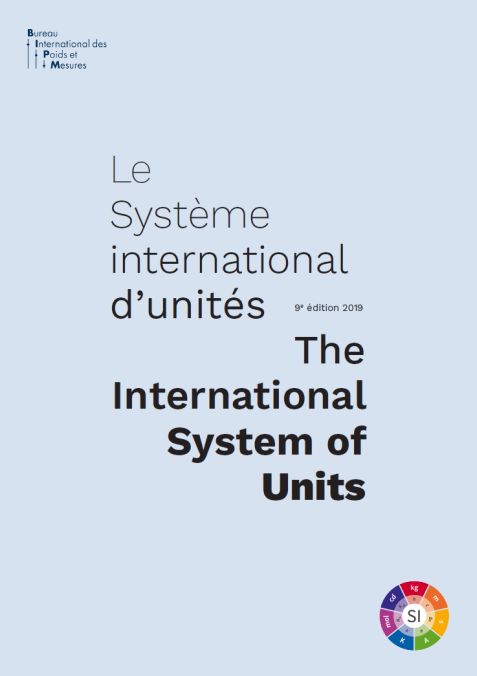 Bureau
International des
Poids et
Mesures
Le
Système
international
d'unités
9e édition 2019
The
International
System of
Units
kg
m
s
A
K
mol
cd
SI